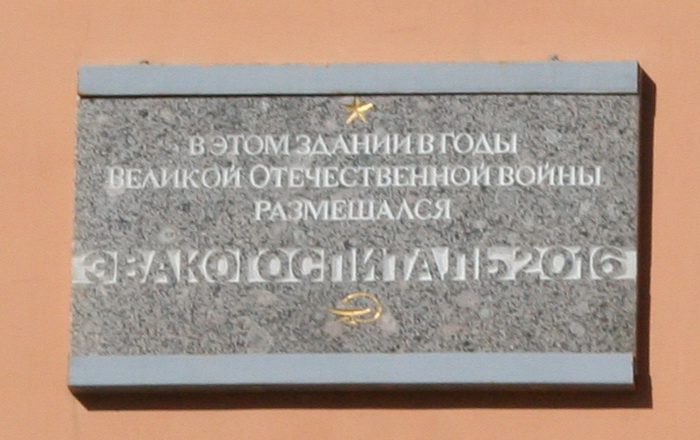 В ЭТОМ ЗДАНИИ В ГОДЫ
ВЕЛИКОЙ ОТЕЧЕСТВЕННОЙ ВОЙНЫ
РАЗМЕЩАЛСЯ
ЭВАКОГОСПИТАЛЬ 2016